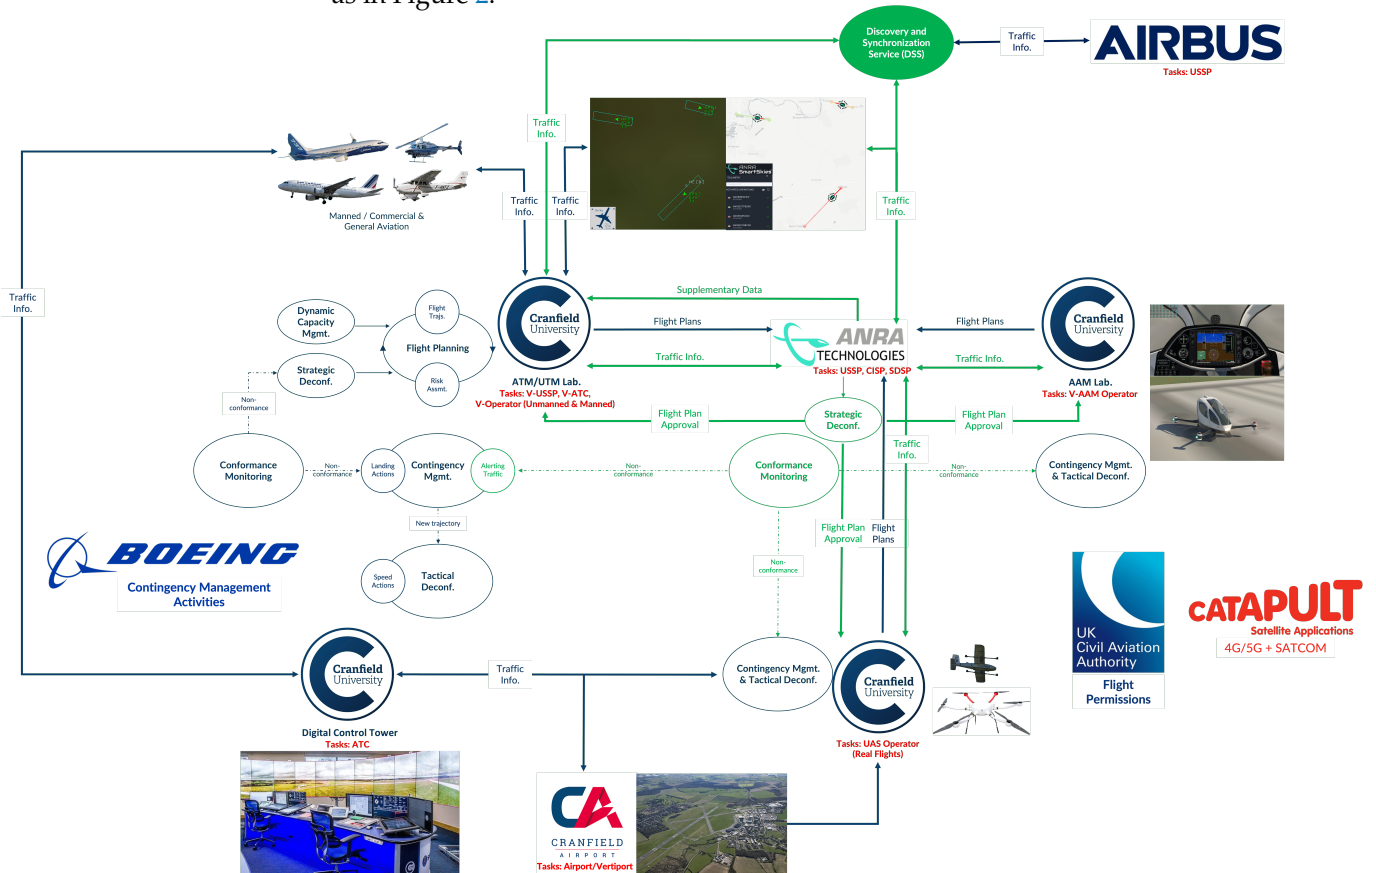 as in Figure 2.
Discovery and
Synchronization
Service (DSS)
Traffic
Info.
AIRBUS
Tasks: USSP
Traffic
Info.
ANRA
SmartSkies
Manned / Commercial &
General Aviation
Traffic
Info.
Traffic
Info.
Traffic
Info.
Traffic
Info.
Dynamic
Capacity
Mgmt.
Flight
Trajs.
Flight Planning
Strategic
Deconf.
Risk
Assmt.
Cranfield
University
ATM/UTM Lab.
Tasks: V-USSP, V-ATC,
V-Operator (Unmanned & Manned)
Supplementary Data
Flight Plans
Traffic Info.
ANRA
TECHNOLOGIES
Tasks: USSP, CISP, SDSP
Flight Plans
Traffic Info.
Cranfield
University
AAM Lab.
Tasks: V-AAM Operator
Non-
conformance
Flight Plan
Approval
Strategic
Deconf.
Flight Plan
Approval
Traffic
Info.
Conformance
Monitoring
Non-
conformance
Landing
Actions
Contingency
Mgmt.
Alerting
Traffic
Non-
conformance
Conformance
Monitoring
Non-
conformance
Contingency Mgmt.
& Tactical Deconf.
New trajectory
Flight Plan
Approval
Flight
Plans
BOEING
Contingency Management
Activities
Speed
Actions
Tactical
Deconf.
Non-
conformance
UK
Civil Aviation
Authority
Flight
Permissions
CATAPULT
Satellite Applications
4G/5G + SATCOM
Cranfield
University
Digital Control Tower
Tasks: ATC
Traffic
Info.
Contingency Mgmt.
& Tactical Deconf.
Cranfield
University
Tasks: UAS Operator
(Real Flights)
CA
CRANFIELD
AIRPORT
Tasks: Airport/Vertiport